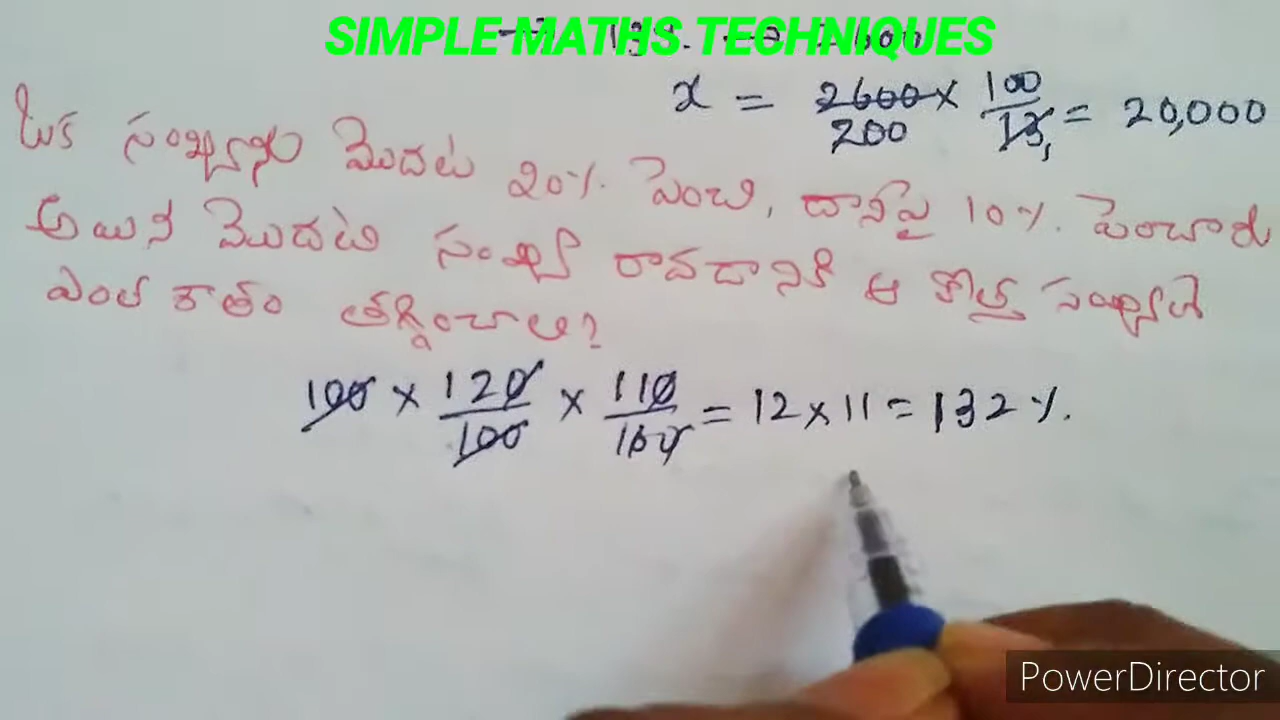 SIMPLE MATHS TECHNIQUES
x = 2600 × 100/13 = 20,000
200 1
ఒక సంఖ్యను మొదట 20%. పెంచి, దానిపై 10%. పెంచారు
అయిన మొదటి సంఖ్య రావడానికి ఆ కొత్త సంఖ్యని
ఎంత శాతం తగ్గించాలి?
100 × 120/100 × 110/100 = 12 × 11 = 132 %.
PowerDirector